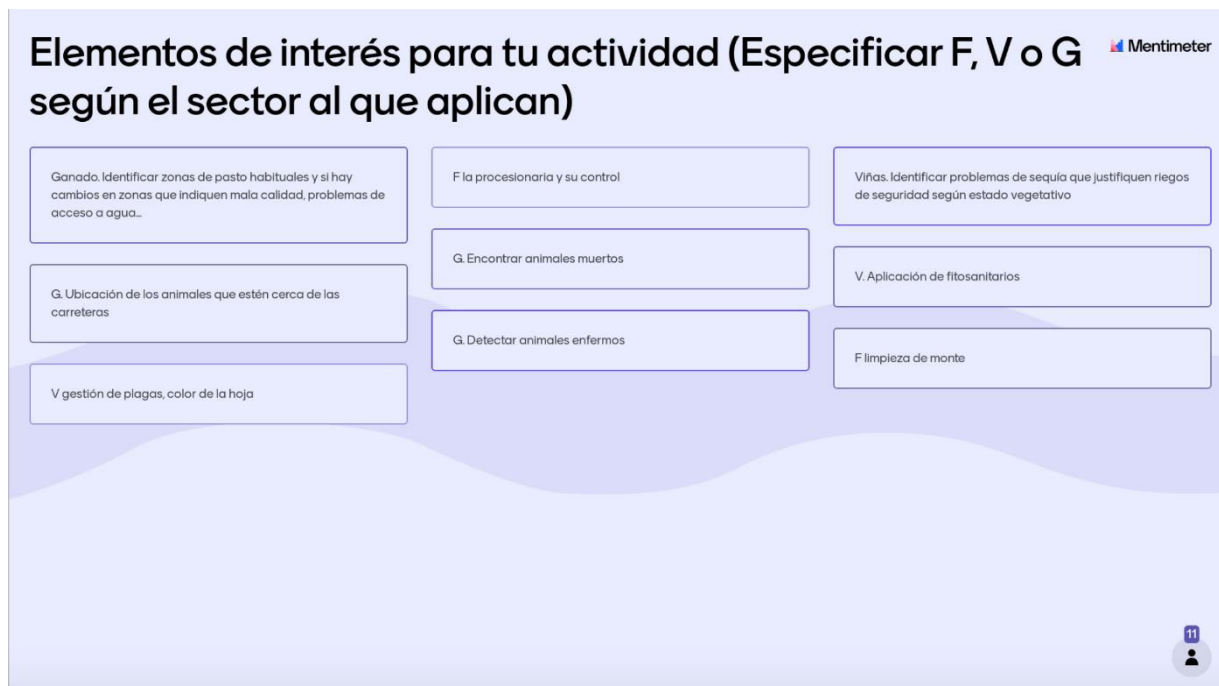 Elementos de interés para tu actividad (Especificar F, V o G
según el sector al que aplican)
Mentimeter
Ganado. Identificar zonas de pasto habituales y si hay
cambios en zonas que indiquen mala calidad, problemas de
acceso a agua...
G. Ubicación de los animales que estén cerca de las
carreteras
V gestión de plagas, color de la hoja
F la procesionaria y su control
G. Encontrar animales muertos
G. Detectar animales enfermos
Viñas. Identificar problemas de sequía que justifiquen riegos
de seguridad según estado vegetativo
V. Aplicación de fitosanitarios
F limpieza de monte
11